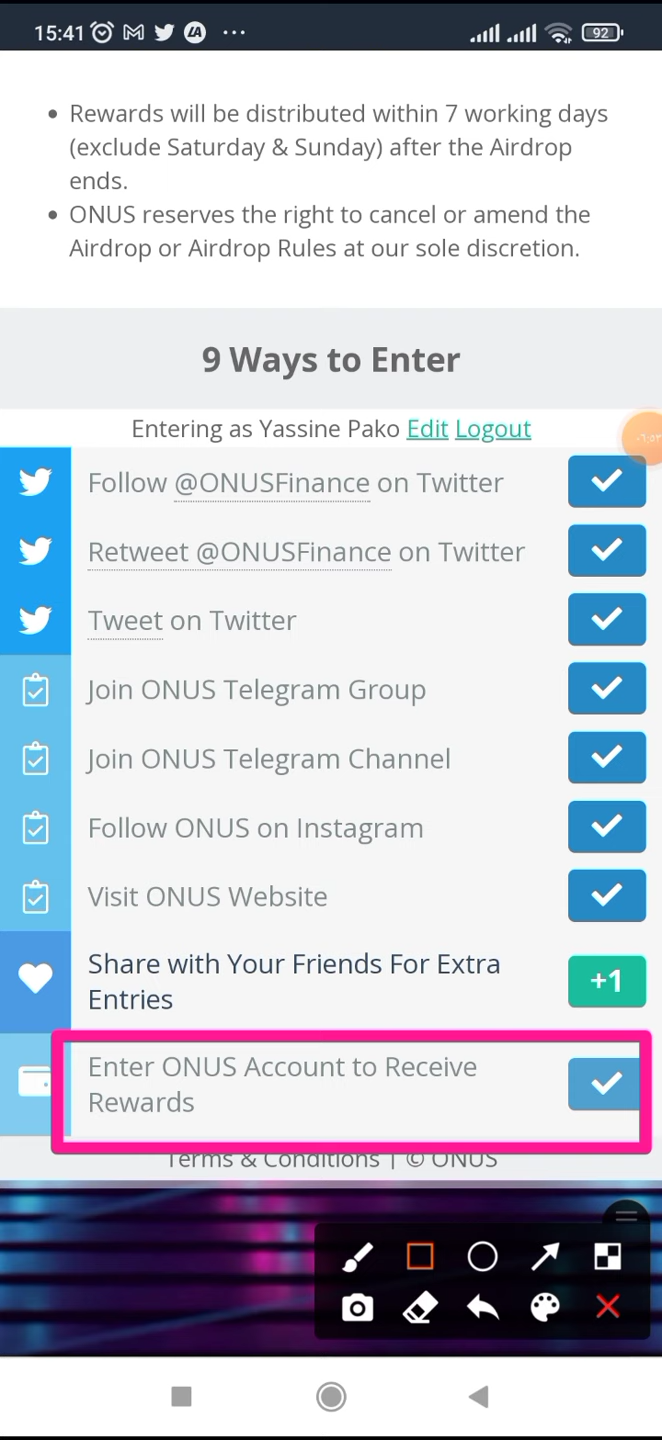 15:41
92
Rewards will be distributed within 7 working days
(exclude Saturday & Sunday) after the Airdrop
ends.
ONUS reserves the right to cancel or amend the
Airdrop or Airdrop Rules at our sole discretion.
9 Ways to Enter
Entering as Yassine Pako Edit Logout
٠٦:٥٢
Follow @ONUSFinance on Twitter
Retweet @ONUSFinance on Twitter
Tweet on Twitter
Join ONUS Telegram Group
Join ONUS Telegram Channel
Follow ONUS on Instagram
Visit ONUS Website
Share with Your Friends For Extra
Entries
+1
Enter ONUS Account to Receive
Rewards
Terms & Conditions | © ONUS